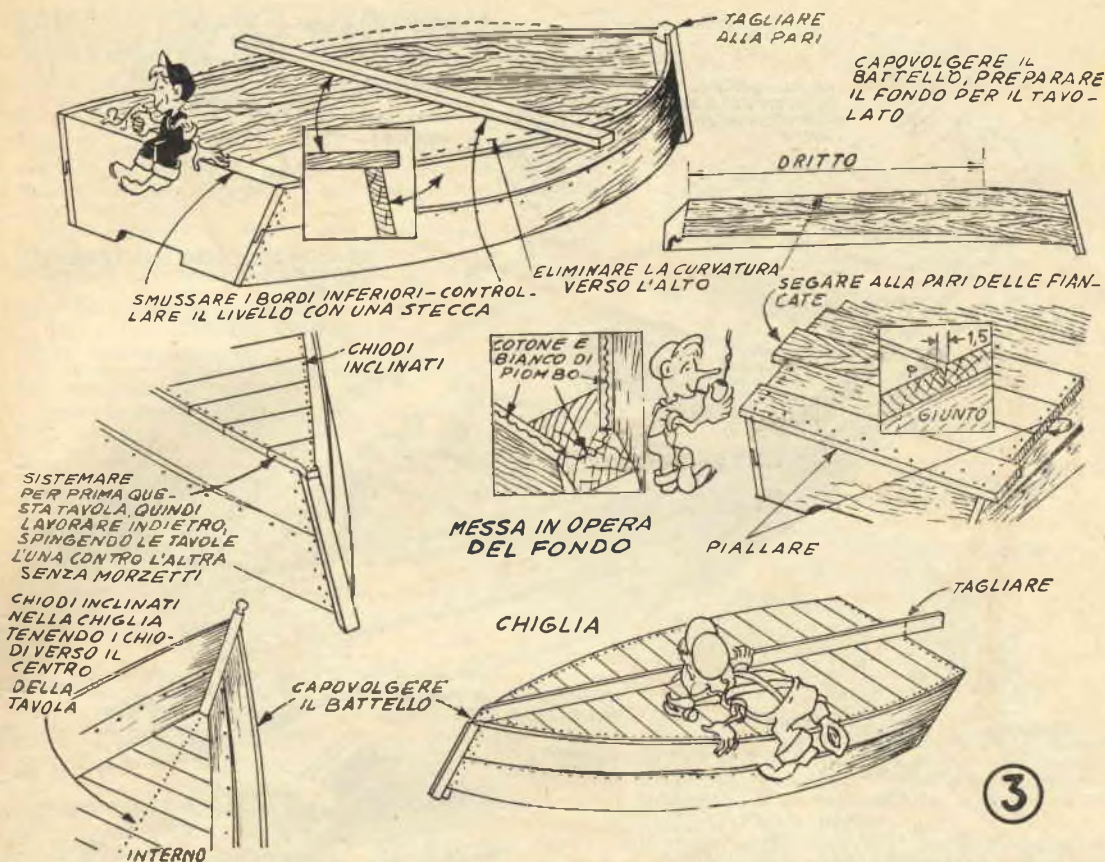 TAGLIARE
ALLA PARI
CAPOVOLGERE IL
BATTELLO, PREPARARE
IL FONDO PER IL TAVO-
LATO
DRITTO
SMUSSARE I BORDI INFERIORI-CONTROL-
LARE IL LIVELLO CON UNA STECCA
ELIMINARE LA CURVATURA
VERSO L'ALTO
SEGARE ALLA PARI DELLE FIAN-
CATE
CHIODI
INCLINATI
COTONE E
BIANCO DI
PIOMBO
1,5
GIUNTO
SISTEMARE
PER PRIMA QUE-
STA TAVOLA, QUINDI
LAVORARE INDIETRO,
SPINGENDO LE TAVOLE
L'UNA CONTRO L'ALTRA
SENZA MORZETTI
MESSA IN OPERA
DEL FONDO
PIALLARE
CHIODI INCLINATI
NELLA CHIGLIA
TENENDO I CHIO-
DI VERSO IL
CENTRO
DELLA
TAVOLA
CAPOVOLGERE
IL BATTELLO
INTERNO
CHIGLIA
TAGLIARE
3